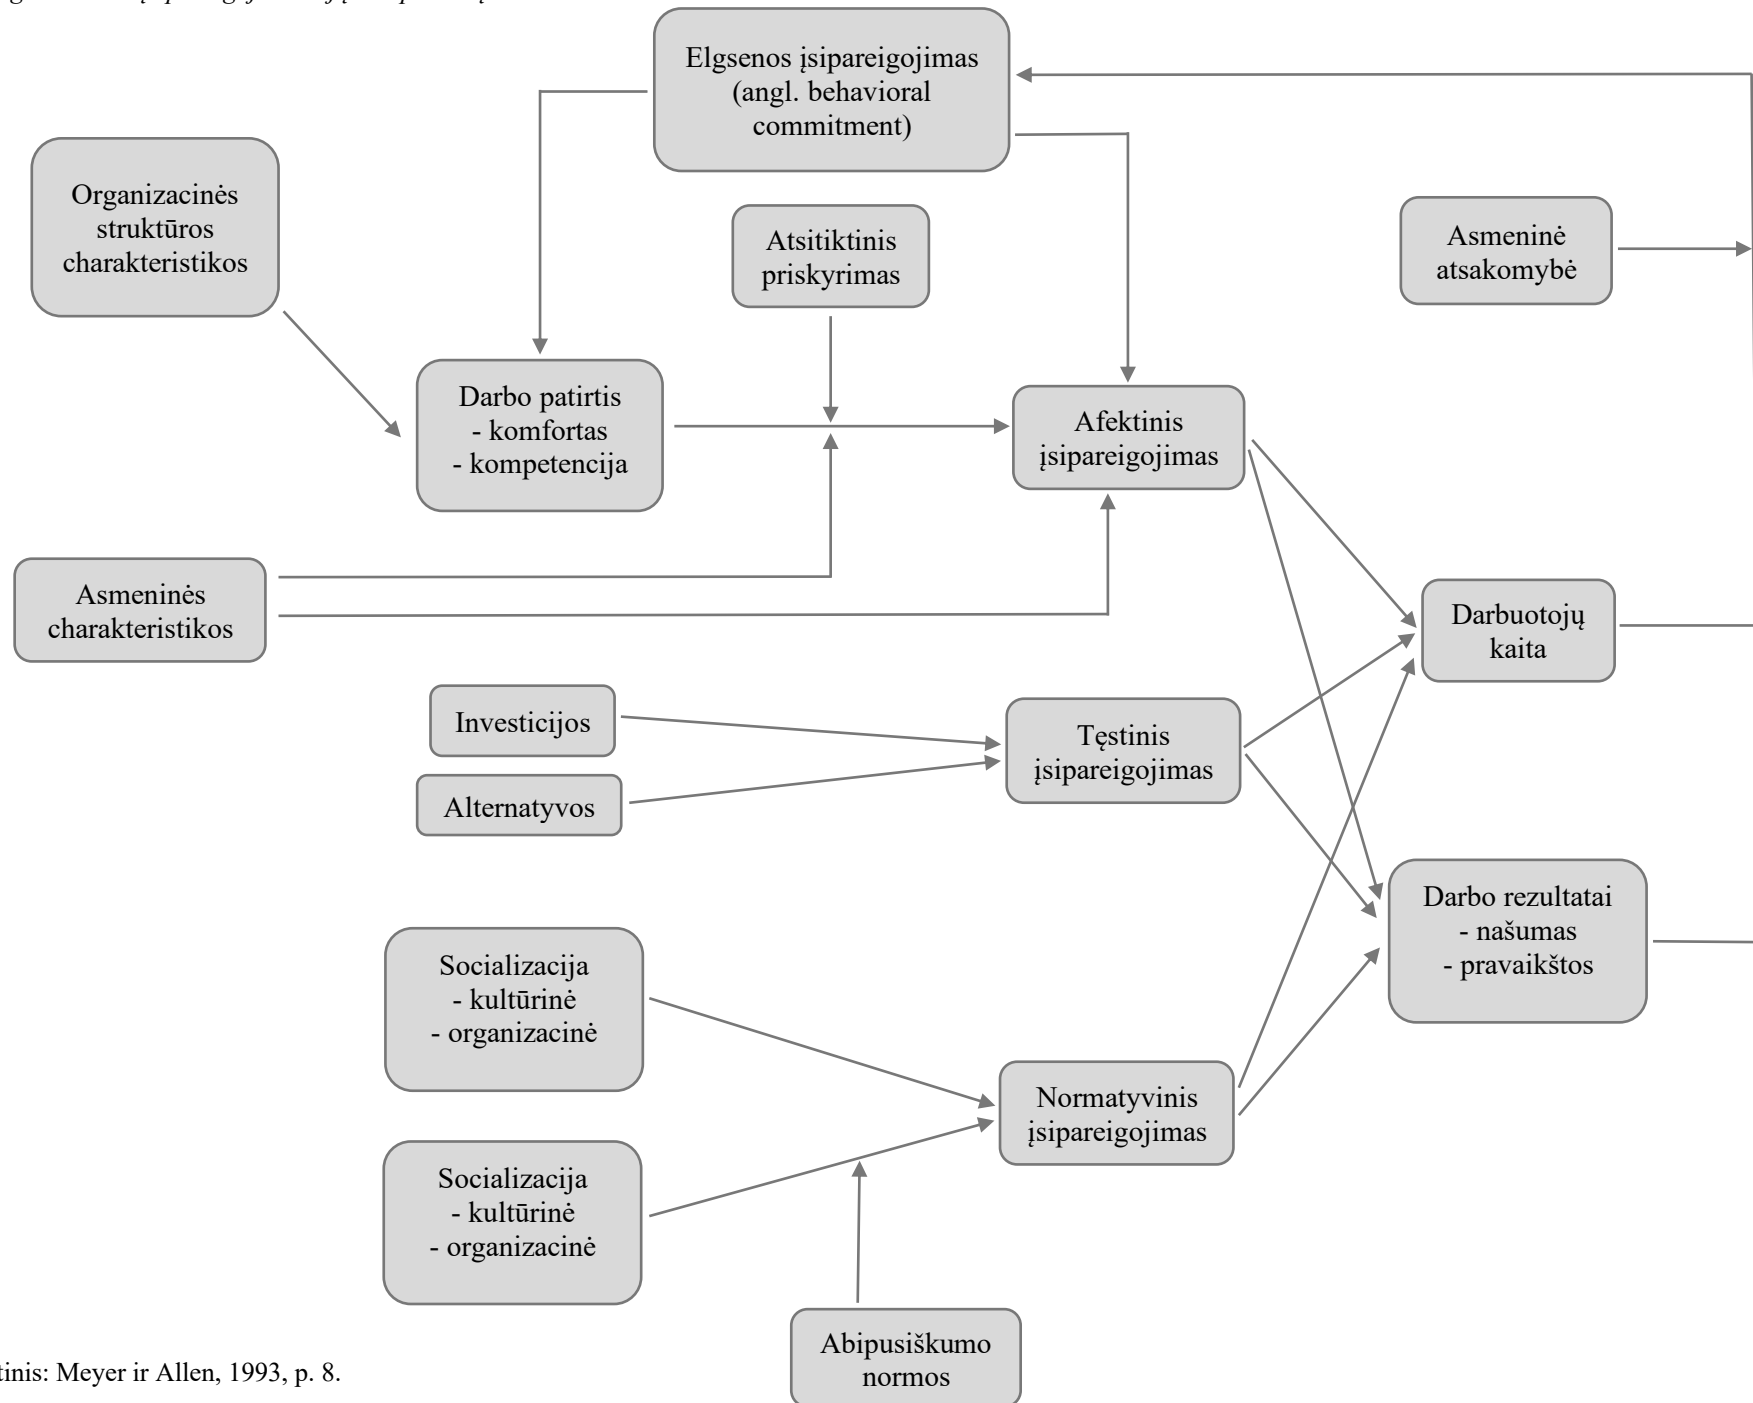 Elgsenos įsipareigojimas
(angl. behavioral
commitment)
Organizacinės
struktūros
charakteristikos
Atsitiktinis
priskyrimas
Asmeninė
atsakomybė
Darbo patirtis
- komfortas
- kompetencija
Afektinis
įsipareigojimas
Asmeninės
charakteristikos
Darbuotojų
kaita
Investicijos
Tęstinis
įsipareigojimas
Alternatyvos
Darbo rezultatai
- našumas
- pravaikštos
Socializacija
- kultūrinė
- organizacinė
Normatyvinis
įsipareigojimas
Socializacija
- kultūrinė
- organizacinė
Abipusiškumo
normos
tinis: Meyer ir Allen, 1993, p. 8.